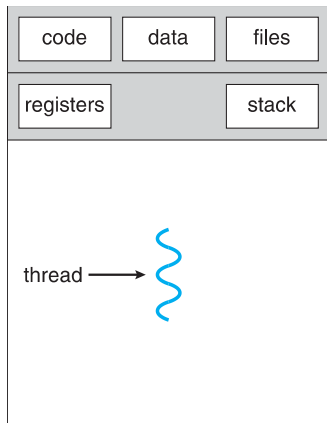 code data files
registers stack
thread